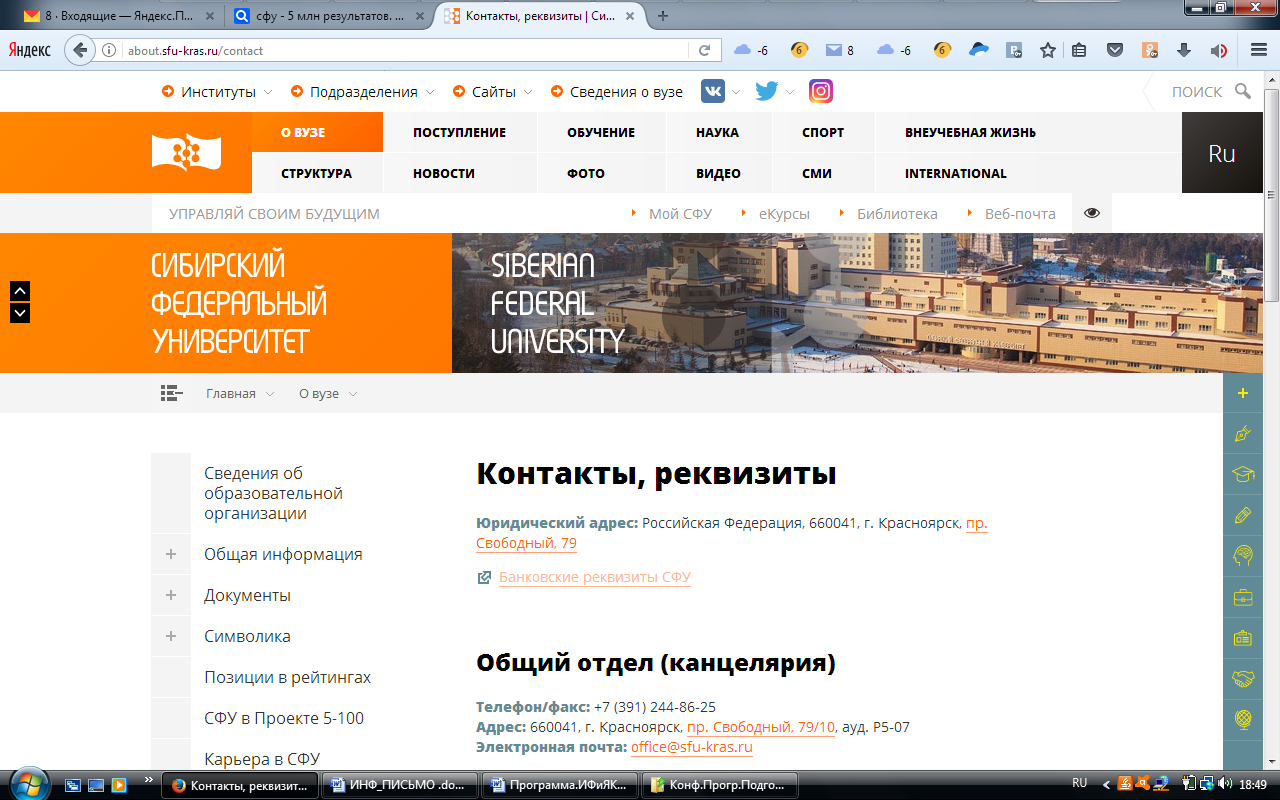 8 · Входящие — Яндекс.П...
сфу - 5 млн результатов. ...
Контакты, реквизиты | Си...
Яндекс
about.sfu-kras.ru/contact
-6
6
8
-6
6
Институты
Подразделения
Сайты
Сведения о вузе
ПОИСК
О ВУЗЕ
ПОСТУПЛЕНИЕ
ОБУЧЕНИЕ
НАУКА
СПОРТ
ВНЕУЧЕБНАЯ ЖИЗНЬ
Ru
СТРУКТУРА
НОВОСТИ
ФОТО
ВИДЕО
СМИ
INTERNATIONAL
УПРАВЛЯЙ СВОИМ БУДУЩИМ
Мой СФУ
еКурсы
Библиотека
Веб-почта
СИБИРСКИЙ
ФЕДЕРАЛЬНЫЙ
УНИВЕРСИТЕТ
SIBERIAN
FEDERAL
UNIVERSITY
Главная
О вузе
Сведения об
образовательной
организации
Общая информация
Документы
Символика
Позиции в рейтингах
СФУ в Проекте 5-100
Карьера в СФУ
Контакты, реквизиты
Юридический адрес: Российская Федерация, 660041, г. Красноярск, пр.
Свободный, 79
Банковские реквизиты СФУ
Общий отдел (канцелярия)
Телефон/факс: +7 (391) 244-86-25
Адрес: 660041, г. Красноярск, пр. Свободный, 79/10, ауд. Р5-07
Электронная почта: office@sfu-kras.ru
Контакты, реквизит...
ИНФ_ПИСЬМО .do...
Программа.ИФиЯК...
Конф.Прогр.Подго...
RU
18:49